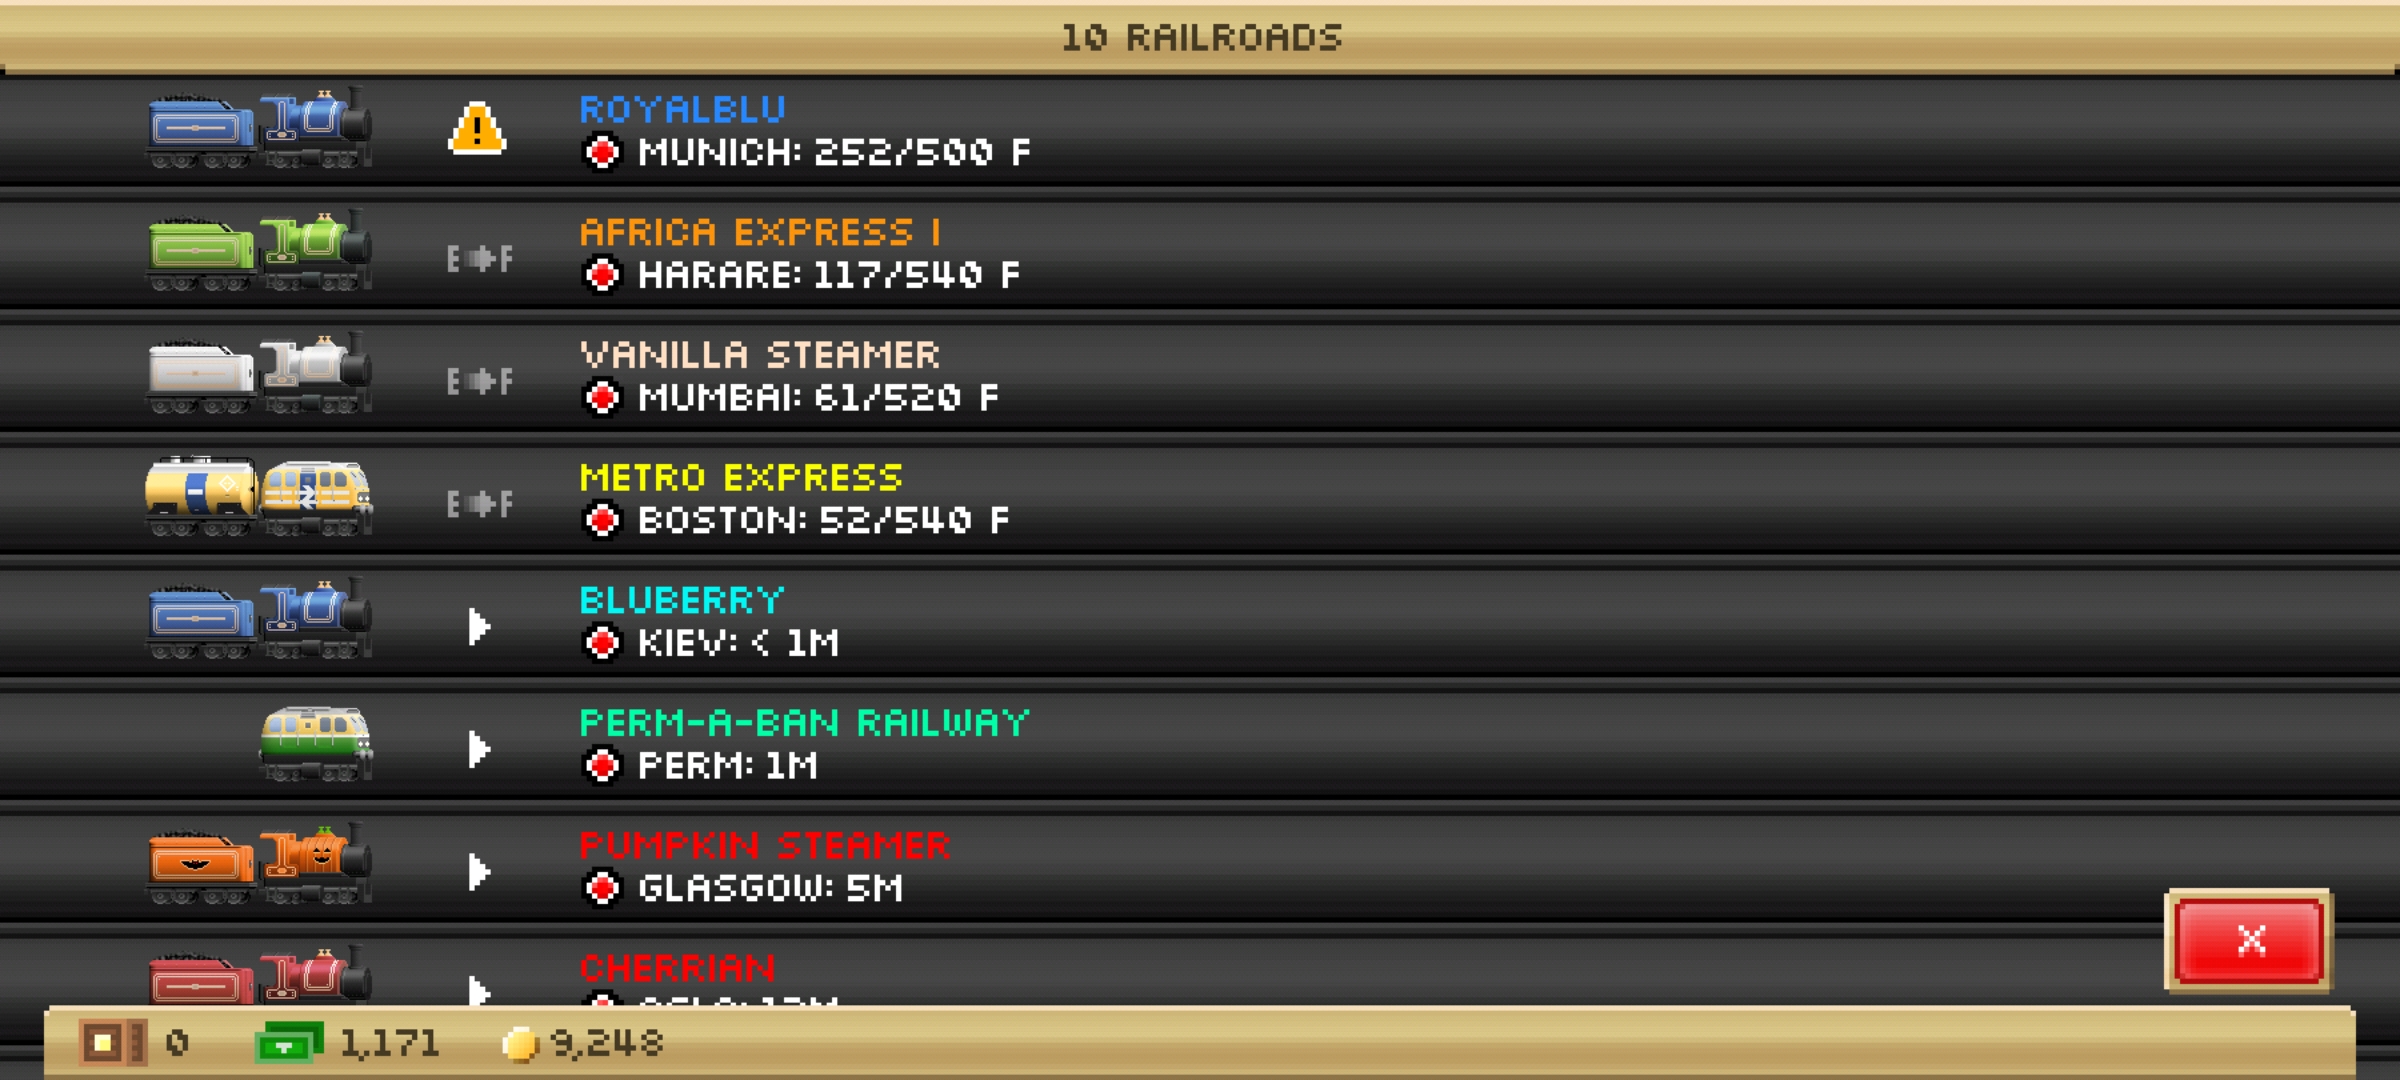 10 RAILROADS
ROYALBLU
MUNICH: 252/500 F
AFRICA EXPRESS I
E F
HARARE: 117/540 F
VANILLA STEAMER
E F
MUMBAI: 61/520 F
METRO EXPRESS
E F
BOSTON: 52/540 F
BLUBERRY
KIEV: < 1M
PERM-A-BAN RAILWAY
PERM: 1M
PUMPKIN STEAMER
GLASGOW: 5M
CHERRIAN
X
0 1,171 9,248